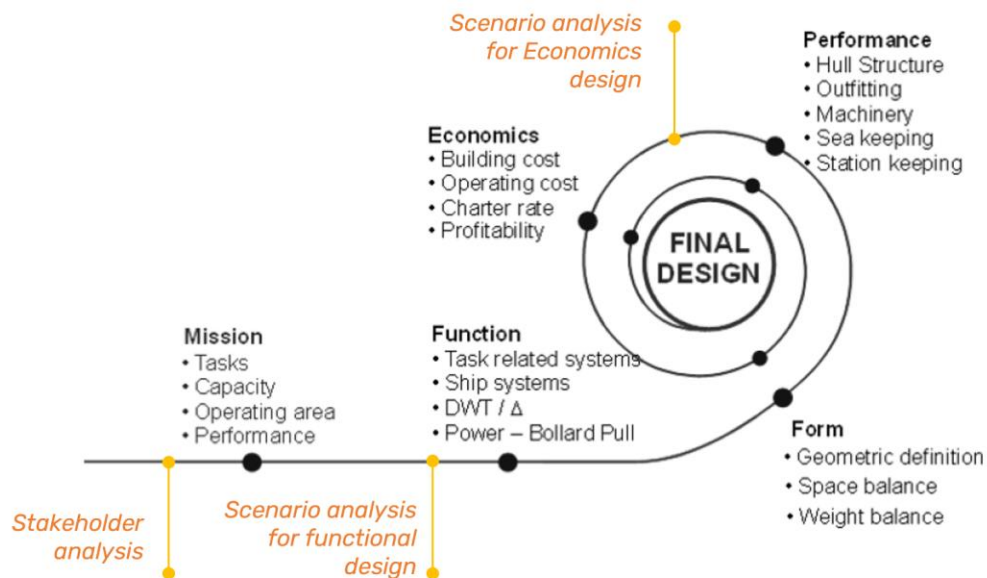 Scenario analysis
for Economics
design
Performance
• Hull Structure
• Outfitting
• Machinery
• Sea keeping
• Station keeping
Economics
• Building cost
• Operating cost
• Charter rate
• Profitability
FINAL
DESIGN
Mission
• Tasks
• Capacity
• Operating area
• Performance
Function
• Task related systems
• Ship systems
• DWT / Δ
• Power – Bollard Pull
Form
• Geometric definition
• Space balance
• Weight balance
Stakeholder
analysis
Scenario analysis
for functional
design